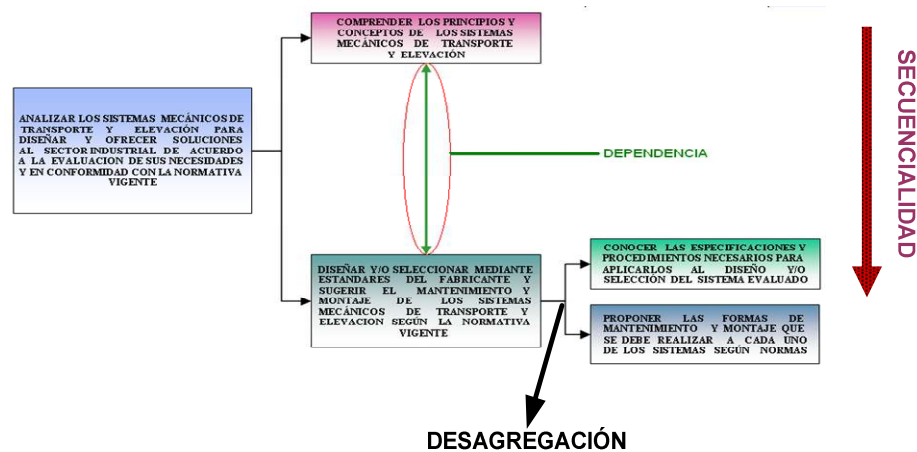 COMPRENDER LOS PRINCIPIOS Y
CONCEPTOS DE LOS SISTEMAS
MECÁNICOS DE TRANSPORTE
Y ELEVACIÓN
ANALIZAR LOS SISTEMAS MECÁNICOS DE
TRANSPORTE Y ELEVACIÓN PARA
DISEÑAR Y OFRECER SOLUCIONES
AL SECTOR INDUSTRIAL DE ACUERDO
A LA EVALUACION DE SUS NECESIDADES
Y EN CONFORMIDAD CON LA NORMATIVA
VIGENTE
DEPENDENCIA
SECUENCIALIDAD
DISEÑAR Y/O SELECCIONAR MEDIANTE
ESTANDARES DEL FABRICANTE Y
SUGERIR EL MANTENIMIENTO Y
MONTAJE DE LOS SISTEMAS
MECÁNICOS DE TRANSPORTE Y
ELEVACION SEGÚN LA NORMATIVA
VIGENTE
CONOCER LAS ESPECIFICACIONES Y
PROCEDIMIENTOS NECESARIOS PARA
APLICARLOS AL DISEÑO Y/O
SELECCIÓN DEL SISTEMA EVALUADO
PROPONER LAS FORMAS DE
MANTENIMIENTO Y MONTAJE QUE
SE DEBE REALIZAR A CADA UNO
DE LOS SISTEMAS SEGÚN NORMAS
DESAGREGACIÓN